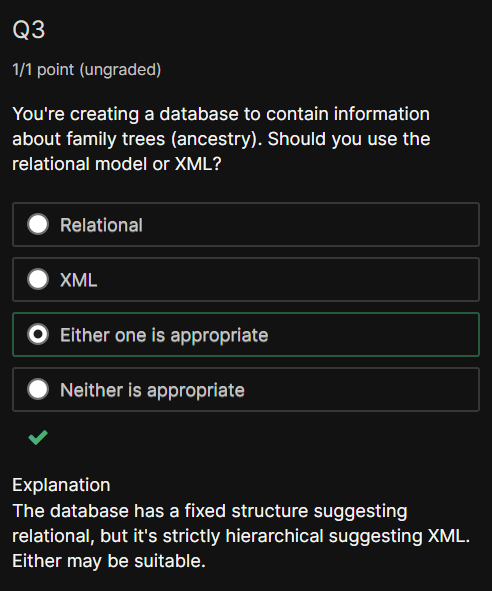 Q3
1/1 point (ungraded)
You're creating a database to contain information
about family trees (ancestry). Should you use the
relational model or XML?
Relational
XML
Either one is appropriate
Neither is appropriate
Explanation
The database has a fixed structure suggesting
relational, but it's strictly hierarchical suggesting XML.
Either may be suitable.